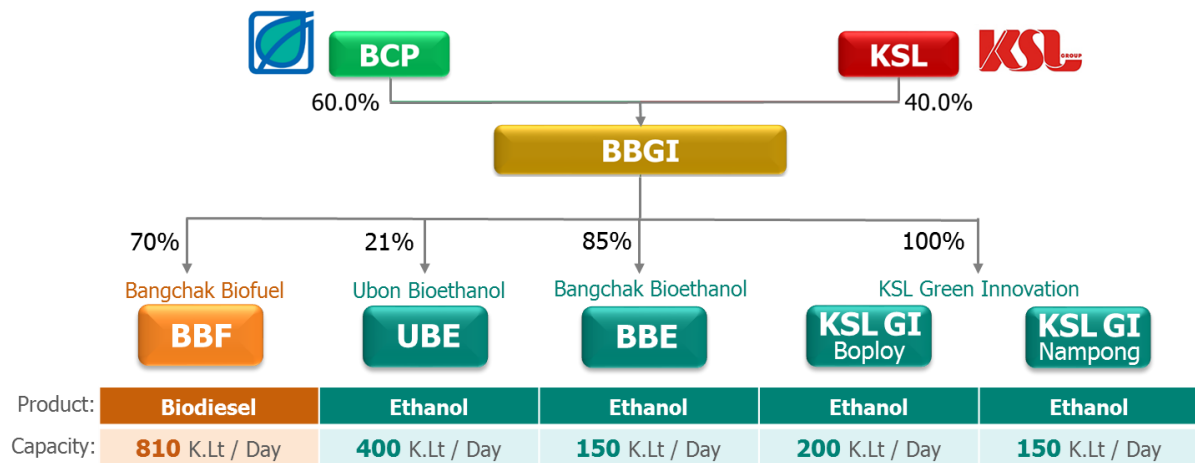 BCP
KSL
KSL GROUP
60.0%
40.0%
BBGI
70%
21%
85%
100%
Bangchak Biofuel
Ubon Bioethanol
Bangchak Bioethanol
KSL Green Innovation
BBF
UBE
BBE
KSL GI
Boploy
KSL GI
Nampong
Product: Biodiesel Ethanol Ethanol Ethanol Ethanol
Capacity: 810 K.Lt / Day 400 K.Lt / Day 150 K.Lt / Day 200 K.Lt / Day 150 K.Lt / Day